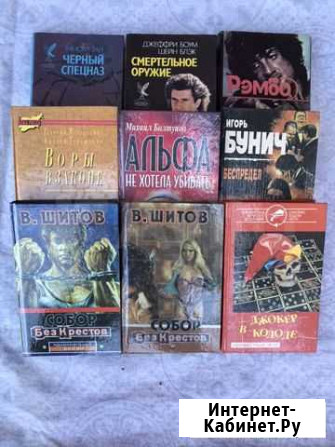 ЧЕРНЫЙ
СПЕЦНАЗ
ДЖЕФФРИ БОЭМ
ШЕЙН БЛЭК
СМЕРТЕЛЬНОЕ
ОРУЖИЕ
РЭМБО
ВОРЫ
В ЗАКОНЕ
Михаил Болтунов
АЛЬФА
НЕ ХОТЕЛА УБИВАТЬ
ИГОРЬ
БУНИЧ
БЕСПРЕДЕЛ
В. ШИТОВ
СОБОР
Без Крестов
В. ШИТОВ
СОБОР
Без Крестов
ДЖОКЕР
В КОЛОДЕ
Интернет-
Кабинет.Ру